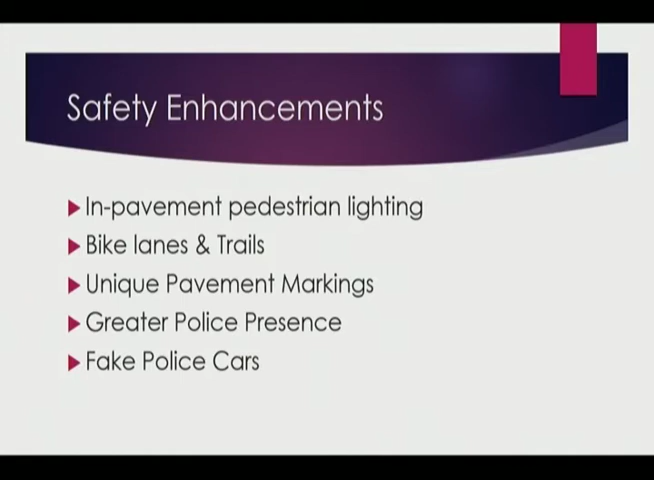 Safety Enhancements
In-pavement pedestrian lighting
Bike lanes & Trails
Unique Pavement Markings
Greater Police Presence
Fake Police Cars